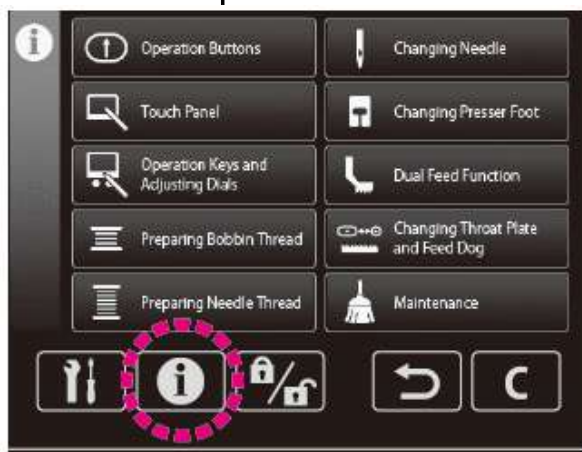 Operation Buttons
Changing Needle
Touch Panel
Changing Presser Foot
Operation Keys and
Adjusting Dials
Dual Feed Function
Preparing Bobbin Thread
Changing Throat Plate
and Feed Dog
Preparing Needle Thread
Maintenance
i
C